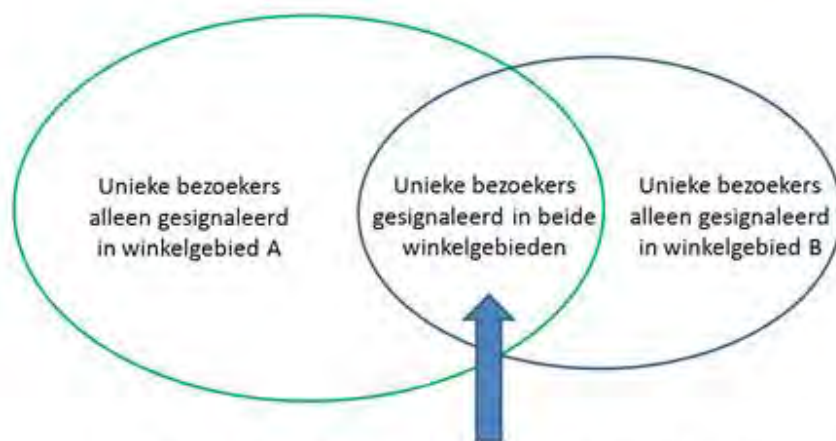 Unieke bezoekers
alleen gesignaleerd
in winkelgebied A
Unieke bezoekers
gesignaleerd in beide
winkelgebieden
Unieke bezoekers
alleen gesignaleerd
in winkelgebied B